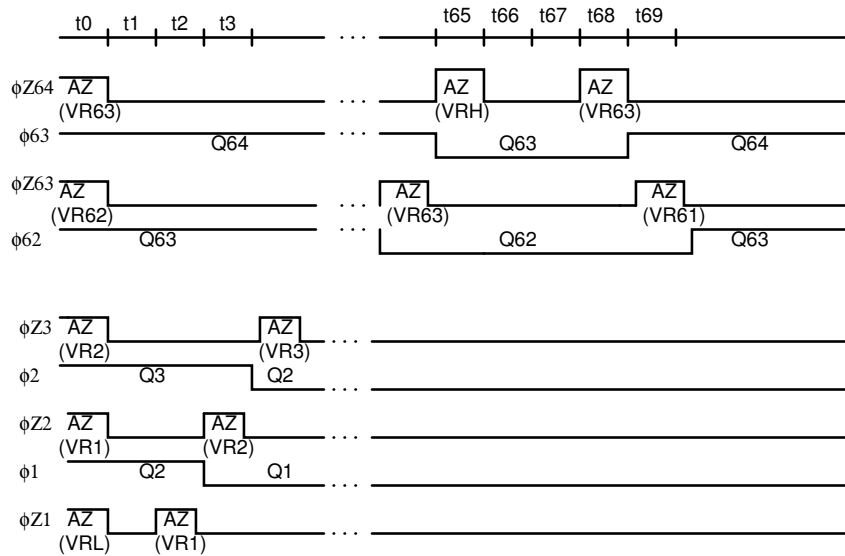 t0 t1 t2 t3 t65 t66 t67 t68 t69
. . .
ϕZ64 AZ . . . AZ AZ
(VR63) (VRH) (VR63)
ϕ63 Q64 Q63 Q64
ϕZ63 AZ . . . AZ AZ
(VR62) (VR63) (VR61)
ϕ62 Q63 . . . Q62 Q63
ϕZ3 AZ AZ . . .
(VR2) (VR3)
ϕ2 Q3 Q2 . . .
ϕZ2 AZ AZ . . .
(VR1) (VR2)
ϕ1 Q2 Q1 . . .
ϕZ1 AZ AZ . . .
(VRL) (VR1)